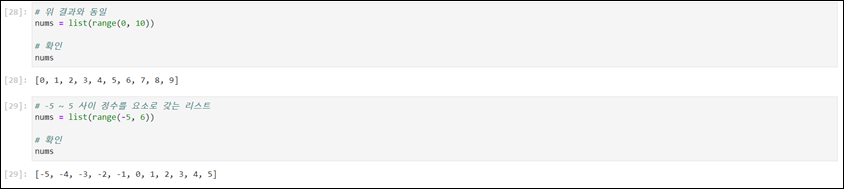 [28]: # 위 결과와 동일
nums = list(range(0, 10))
# 확인
nums
[28]: [0, 1, 2, 3, 4, 5, 6, 7, 8, 9]
[29]: # -5 ~ 5 사이 정수를 요소로 갖는 리스트
nums = list(range(-5, 6))
# 확인
nums
[29]: [-5, -4, -3, -2, -1, 0, 1, 2, 3, 4, 5]